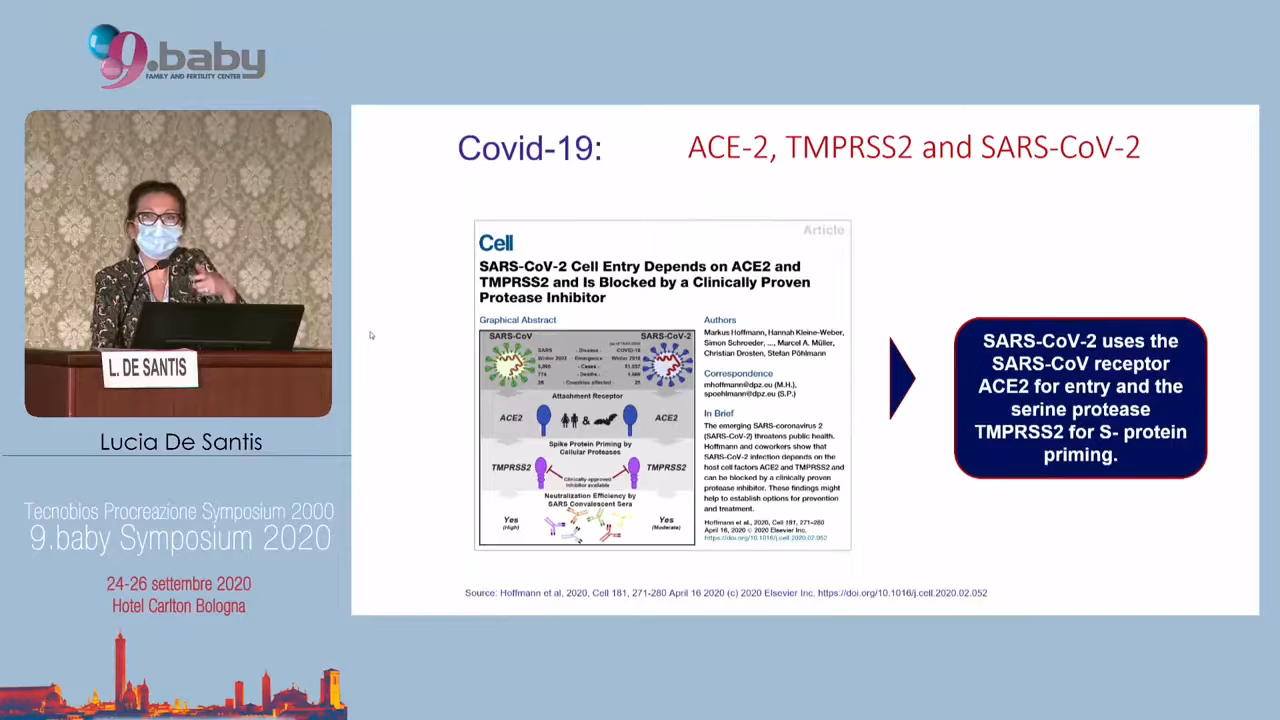 9.baby
FAMILY AND FERTILITY CENTER
L. DE SANTIS
Lucia De Santis
Tecnobios Procreazione Symposium 2000
9.baby Symposium 2020
24-26 settembre 2020
Hotel Carlton Bologna
Covid-19:
ACE-2, TMPRSS2 and SARS-CoV-2
Article
Cell
SARS-CoV-2 Cell Entry Depends on ACE2 and
TMPRSS2 and Is Blocked by a Clinically Proven
Protease Inhibitor
Graphical Abstract
SARS-CoV
SARS-CoV-2
SARS - Disease - COVID-19
Emergence
Cases
Deaths
Countries affected
Attachment Receptor
ACE2 & ACE2
Spike Protein Priming by
Cellular Proteases
TMPRSS2 TMPRSS2
Clinically-approved
inhibitor available
Neutralization Efficiency by
SARS Convalescent Sera
Yes
(High)
Yes
(Moderate)
Authors
Markus Hoffmann, Hannah Kleine-Weber,
Simon Schroeder, ..., Marcel A. Müller,
Christian Drosten, Stefan Pöhlmann
Correspondence
mhoffmann@dpz.eu (M.H.),
spoehlmann@dpz.eu (S.P.)
In Brief
The emerging SARS-coronavirus 2
(SARS-CoV-2) threatens public health.
Hoffmann and coworkers show that
SARS-CoV-2 infection depends on the
host cell factors ACE2 and TMPRSS2 and
can be blocked by a clinically proven
protease inhibitor. These findings might
help to establish options for prevention
and treatment.
Hoffmann et al., 2020, Cell 181, 271–280
April 16, 2020 © 2020 Elsevier Inc.
https://doi.org/10.1016/j.cell.2020.02.052
SARS-CoV-2 uses the
SARS-CoV receptor
ACE2 for entry and the
serine protease
TMPRSS2 for S- protein
priming.
Source: Hoffmann et al, 2020, Cell 181, 271-280 April 16 2020 (c) 2020 Elsevier Inc. https://doi.org/10.1016/j.cell.2020.02.052